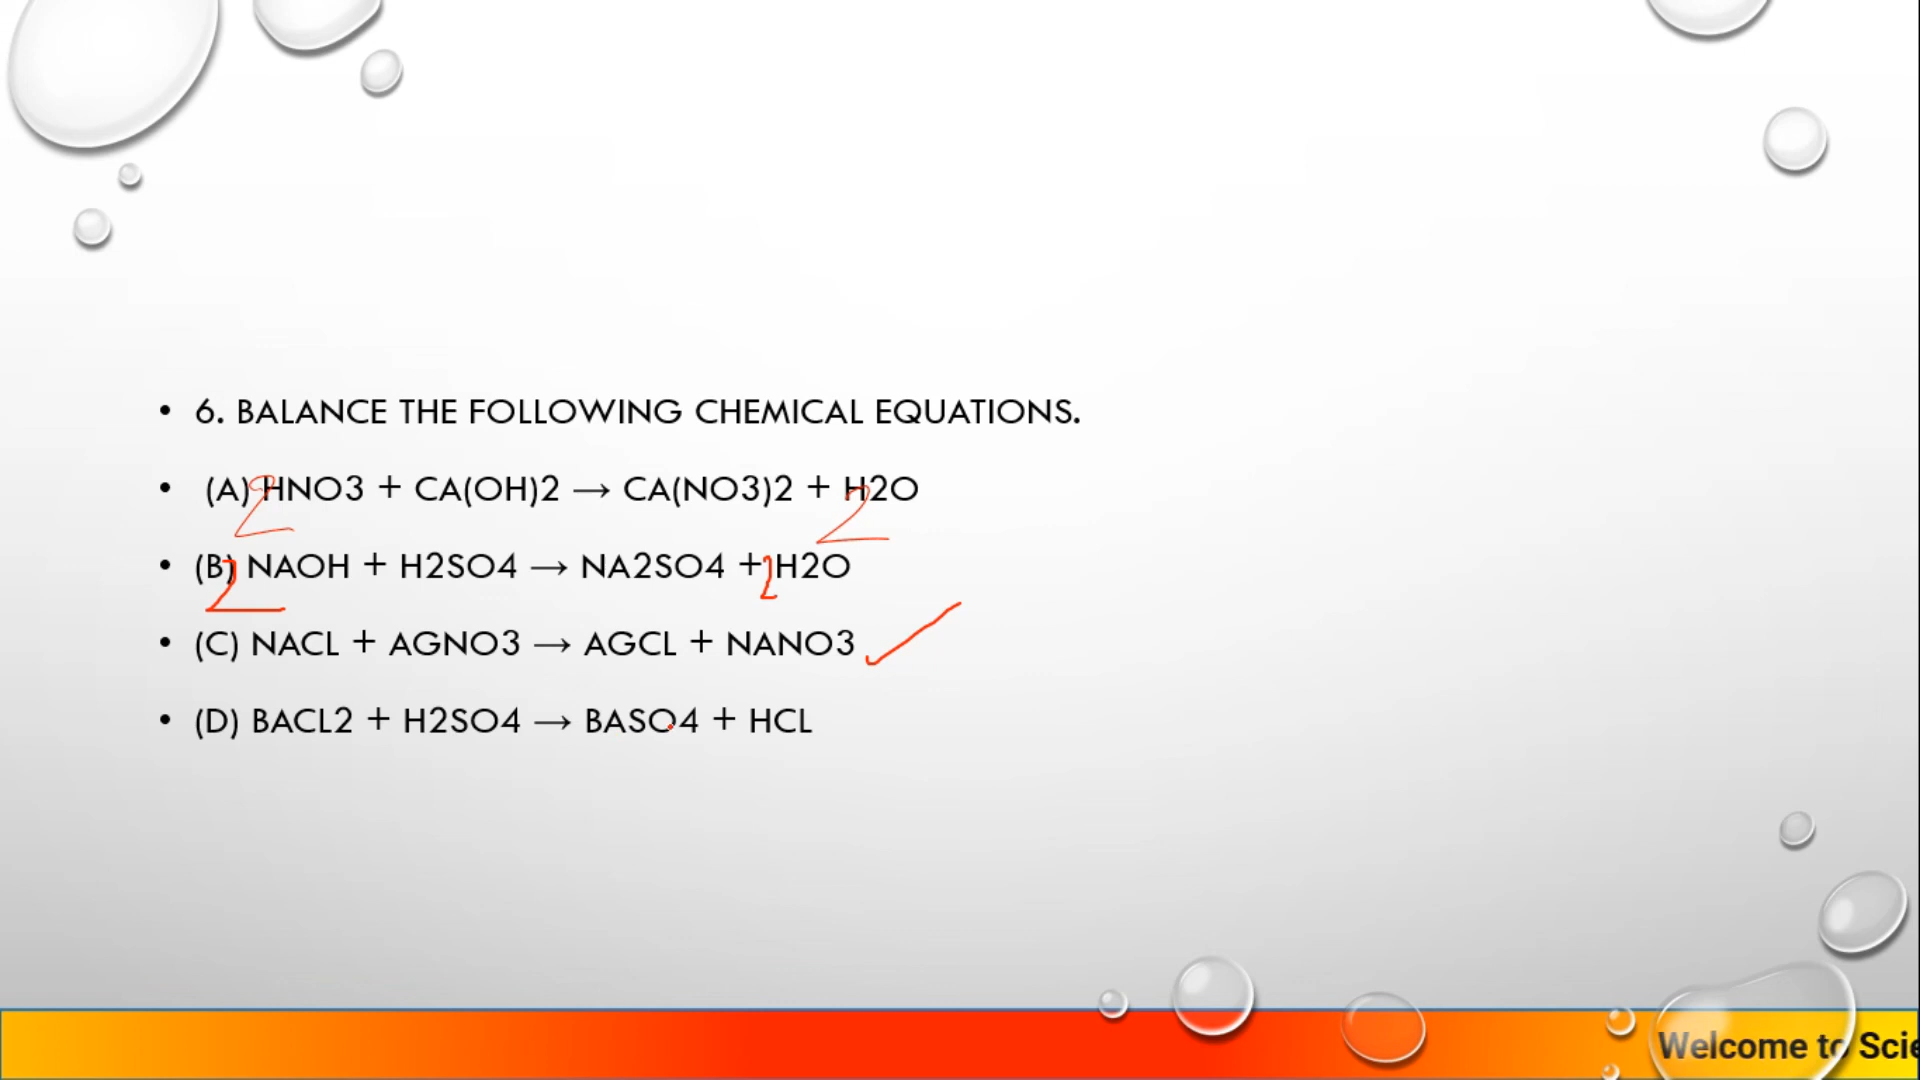 • 6. BALANCE THE FOLLOWING CHEMICAL EQUATIONS.
• (A) 2 HNO3 + CA(OH)2 → CA(NO3)2 + 2 H2O
• (B) 2 NAOH + H2SO4 → NA2SO4 + 2 H2O
• (C) NACL + AGNO3 → AGCL + NANO3 ✓
• (D) BACL2 + H2SO4 → BASO4 + HCL
Welcome to Scie